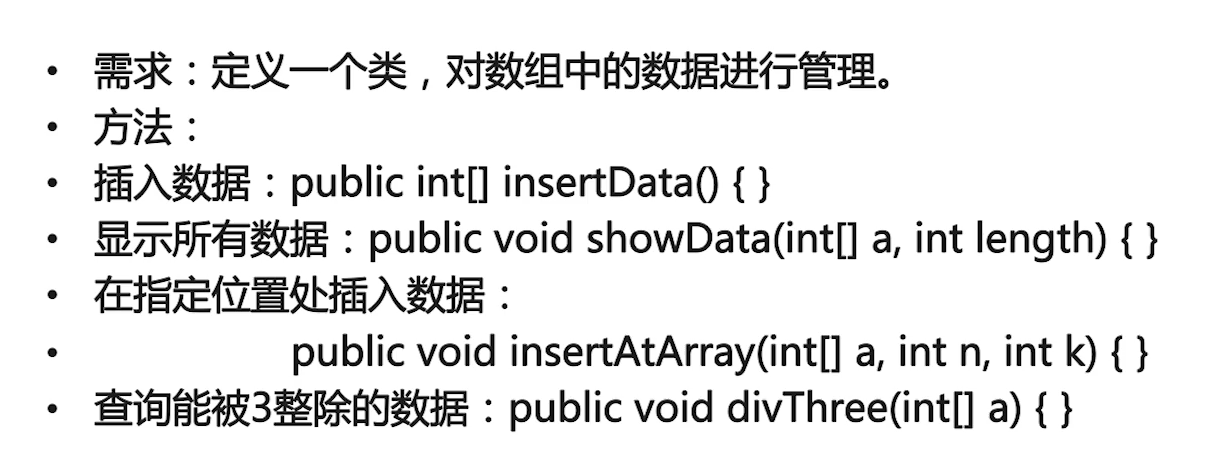 • 需求：定义一个类，对数组中的数据进行管理。
• 方法：
• 插入数据：public int[] insertData() { }
• 显示所有数据：public void showData(int[] a, int length) { }
• 在指定位置处插入数据：
• public void insertAtArray(int[] a, int n, int k) { }
• 查询能被3整除的数据：public void divThree(int[] a) { }